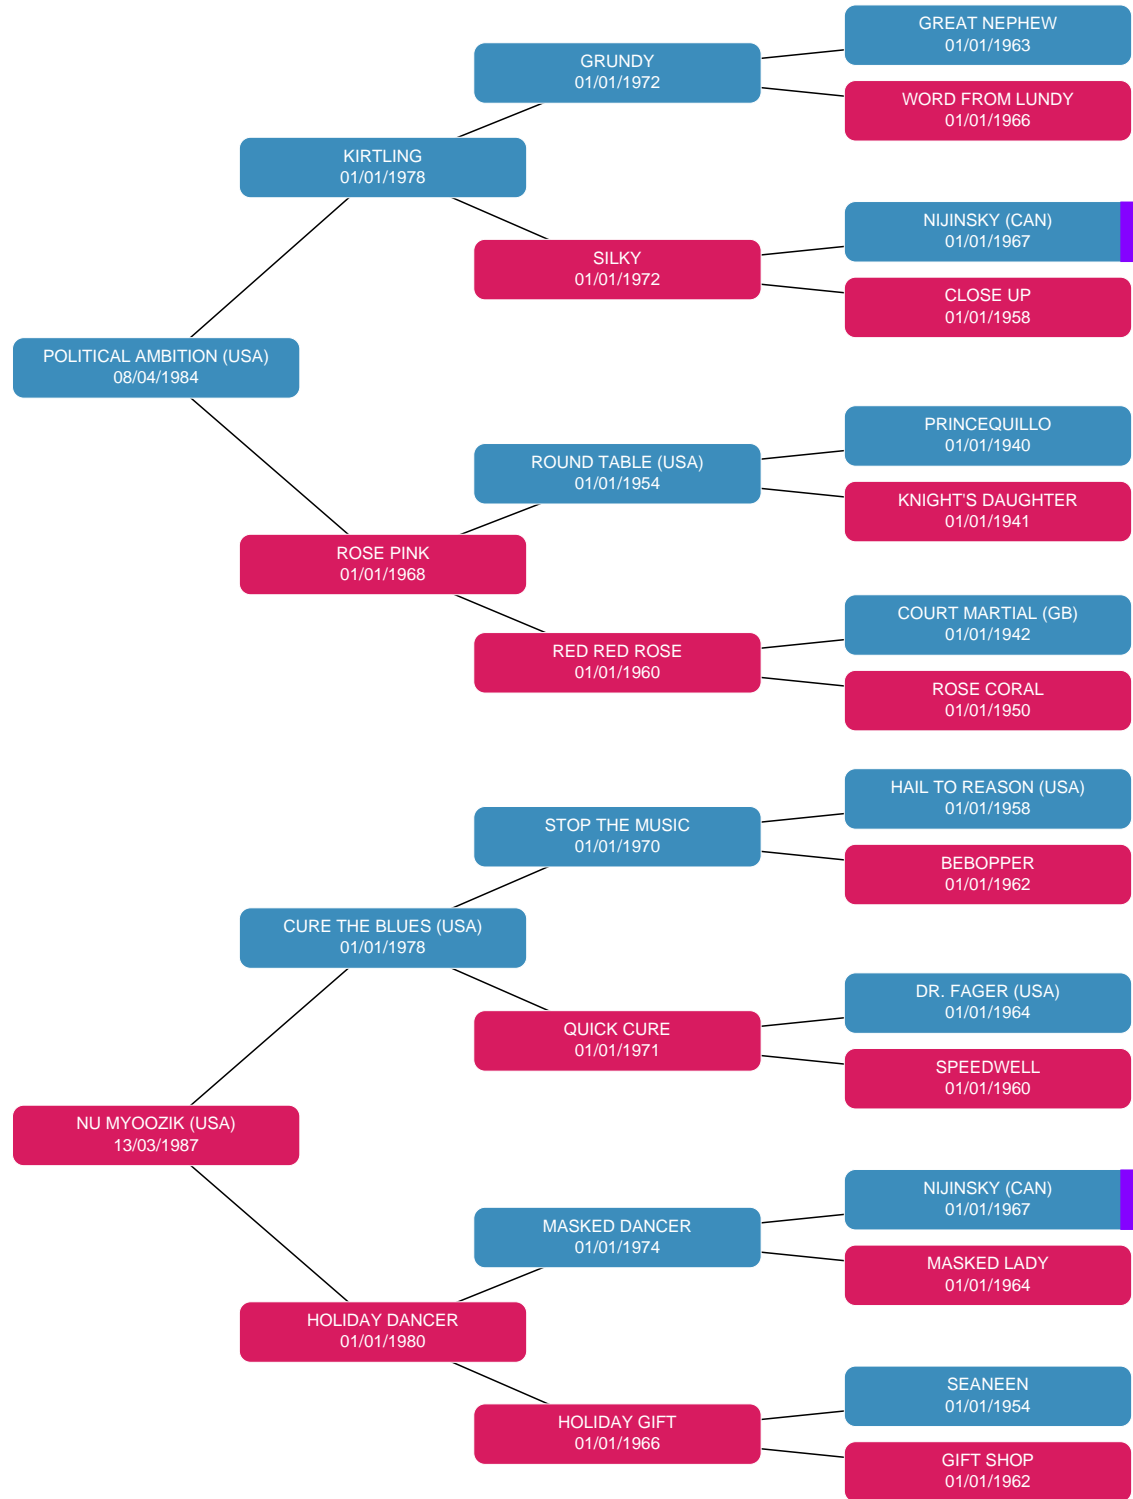 GREAT NEPHEW
01/01/1963
GRUNDY
01/01/1972
WORD FROM LUNDY
01/01/1966
KIRTLING
01/01/1978
NIJINSKY (CAN)
01/01/1967
SILKY
01/01/1972
CLOSE UP
01/01/1958
POLITICAL AMBITION (USA)
08/04/1984
PRINCEQUILLO
01/01/1940
ROUND TABLE (USA)
01/01/1954
KNIGHT'S DAUGHTER
01/01/1941
ROSE PINK
01/01/1968
COURT MARTIAL (GB)
01/01/1942
RED RED ROSE
01/01/1960
ROSE CORAL
01/01/1950
HAIL TO REASON (USA)
01/01/1958
STOP THE MUSIC
01/01/1970
BEBOPPER
01/01/1962
CURE THE BLUES (USA)
01/01/1978
DR. FAGER (USA)
01/01/1964
QUICK CURE
01/01/1971
SPEEDWELL
01/01/1960
NU MYOOZIK (USA)
13/03/1987
NIJINSKY (CAN)
01/01/1967
MASKED DANCER
01/01/1974
MASKED LADY
01/01/1964
HOLIDAY DANCER
01/01/1980
SEANEEN
01/01/1954
HOLIDAY GIFT
01/01/1966
GIFT SHOP
01/01/1962